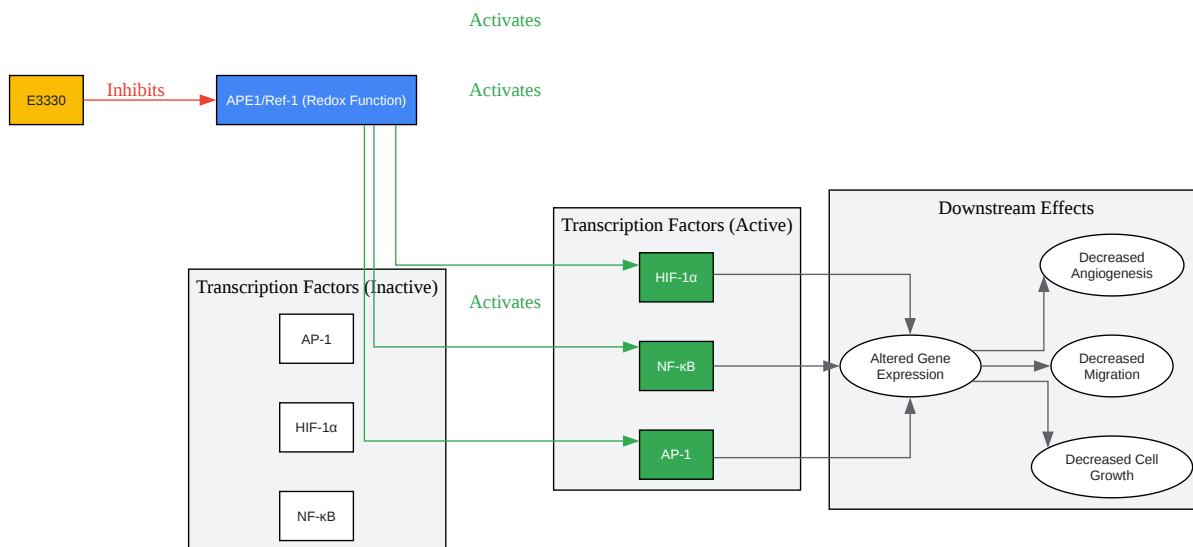 Activates
E3330
Inhibits
APE1/Ref-1 (Redox Function)
Activates
Transcription Factors (Inactive)
AP-1
HIF-1α
NF-κB
Activates
Transcription Factors (Active)
HIF-1α
NF-κB
AP-1
Downstream Effects
Altered Gene
Expression
Decreased
Angiogenesis
Decreased
Migration
Decreased Cell
Growth